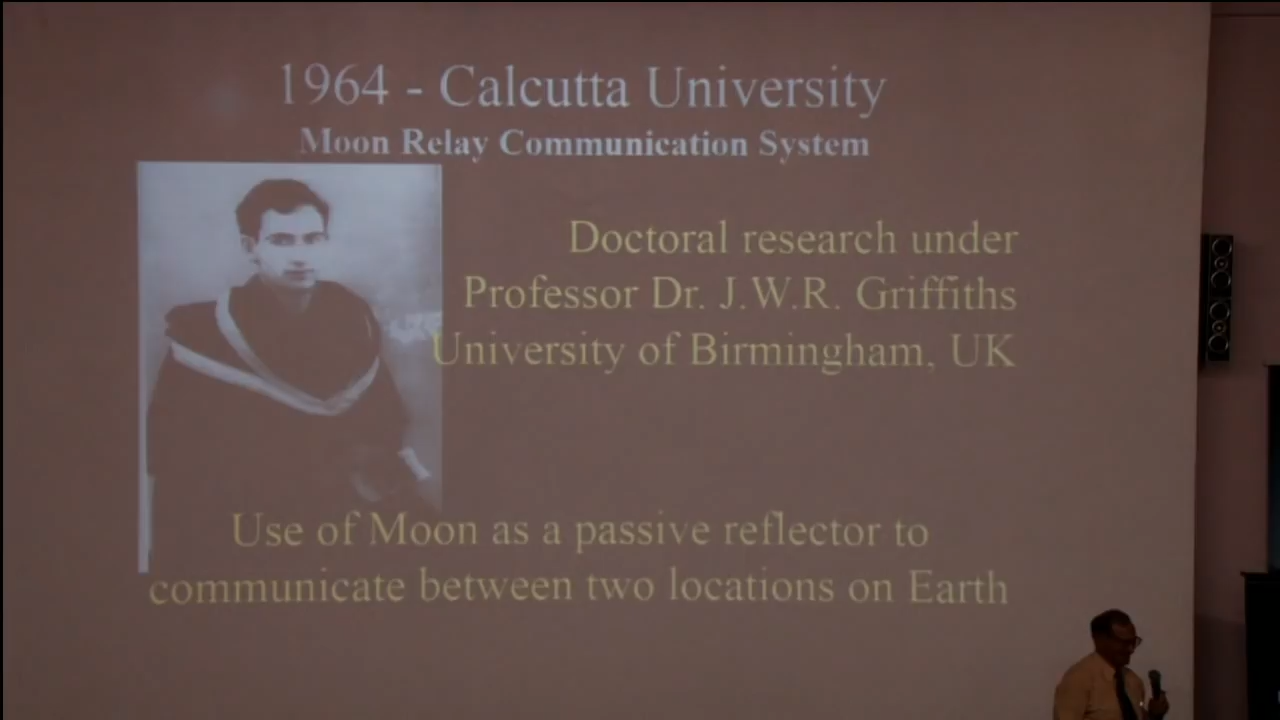 1964 - Calcutta University
Moon Relay Communication System
Doctoral research under
Professor Dr. J.W.R. Griffiths
University of Birmingham, UK
Use of Moon as a passive reflector to
communicate between two locations on Earth